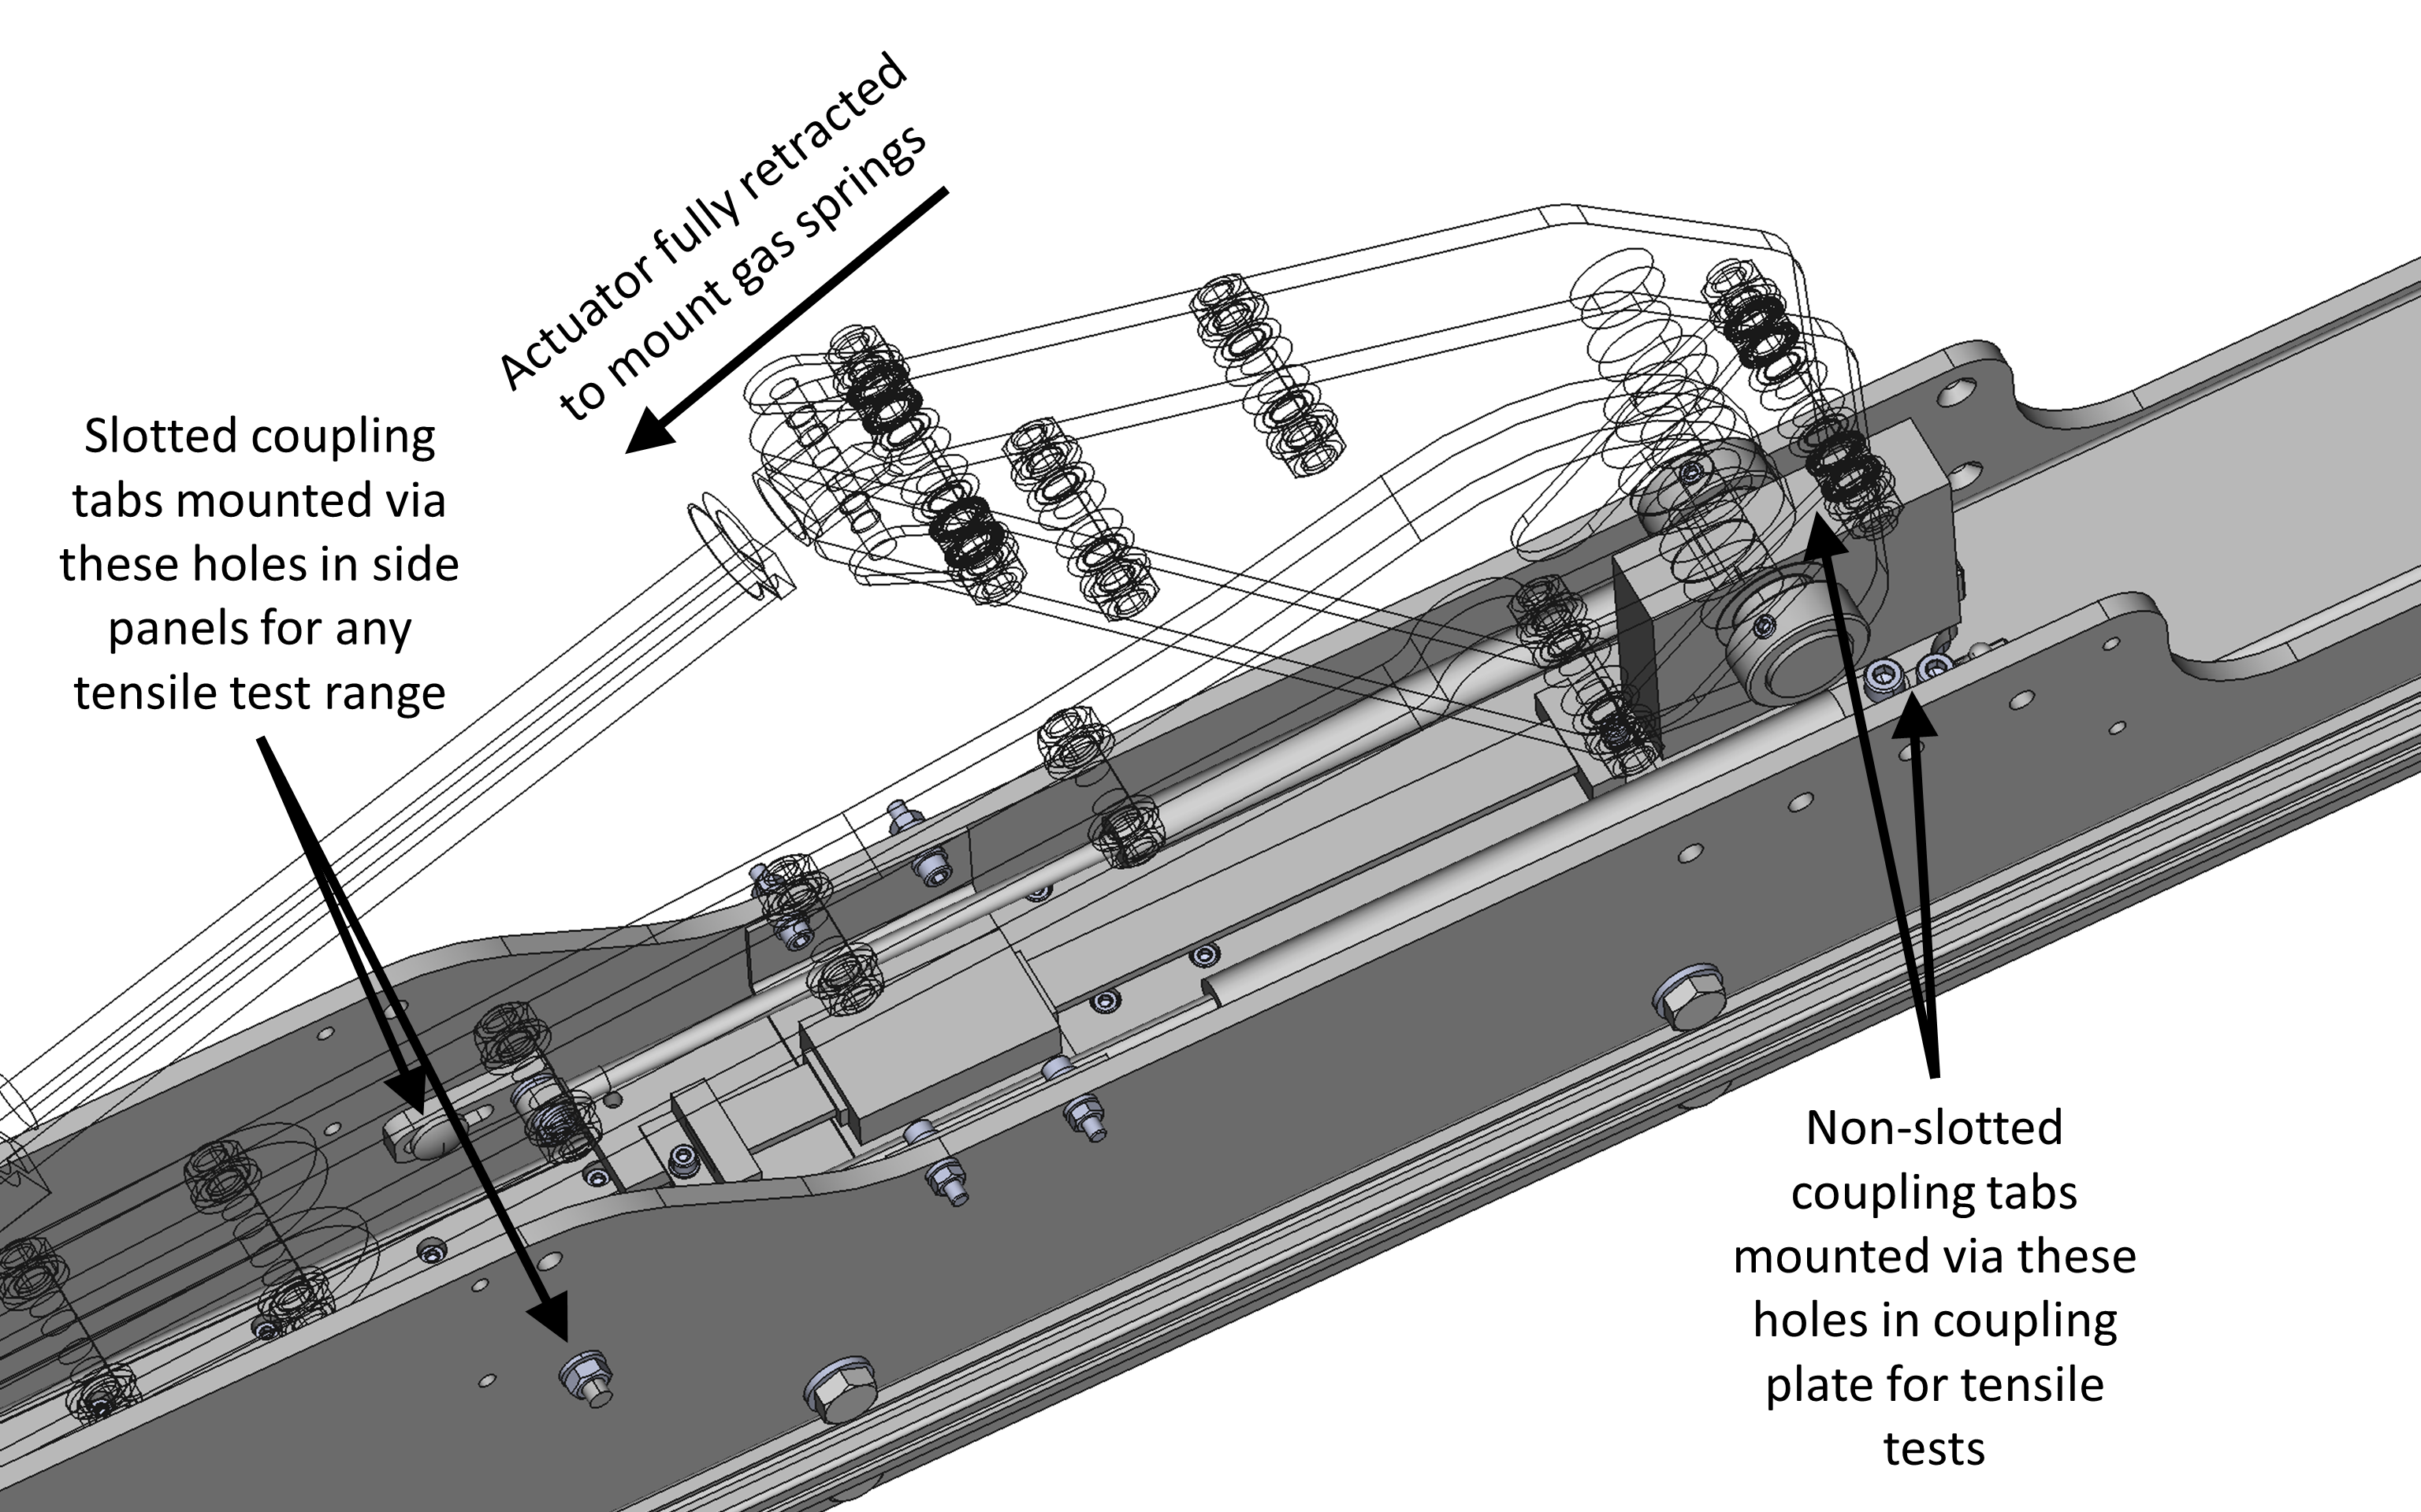 Actuator fully retracted
to mount gas springs
Slotted coupling
tabs mounted via
these holes in side
panels for any
tensile test range
Non-slotted
coupling tabs
mounted via these
holes in coupling
plate for tensile
tests